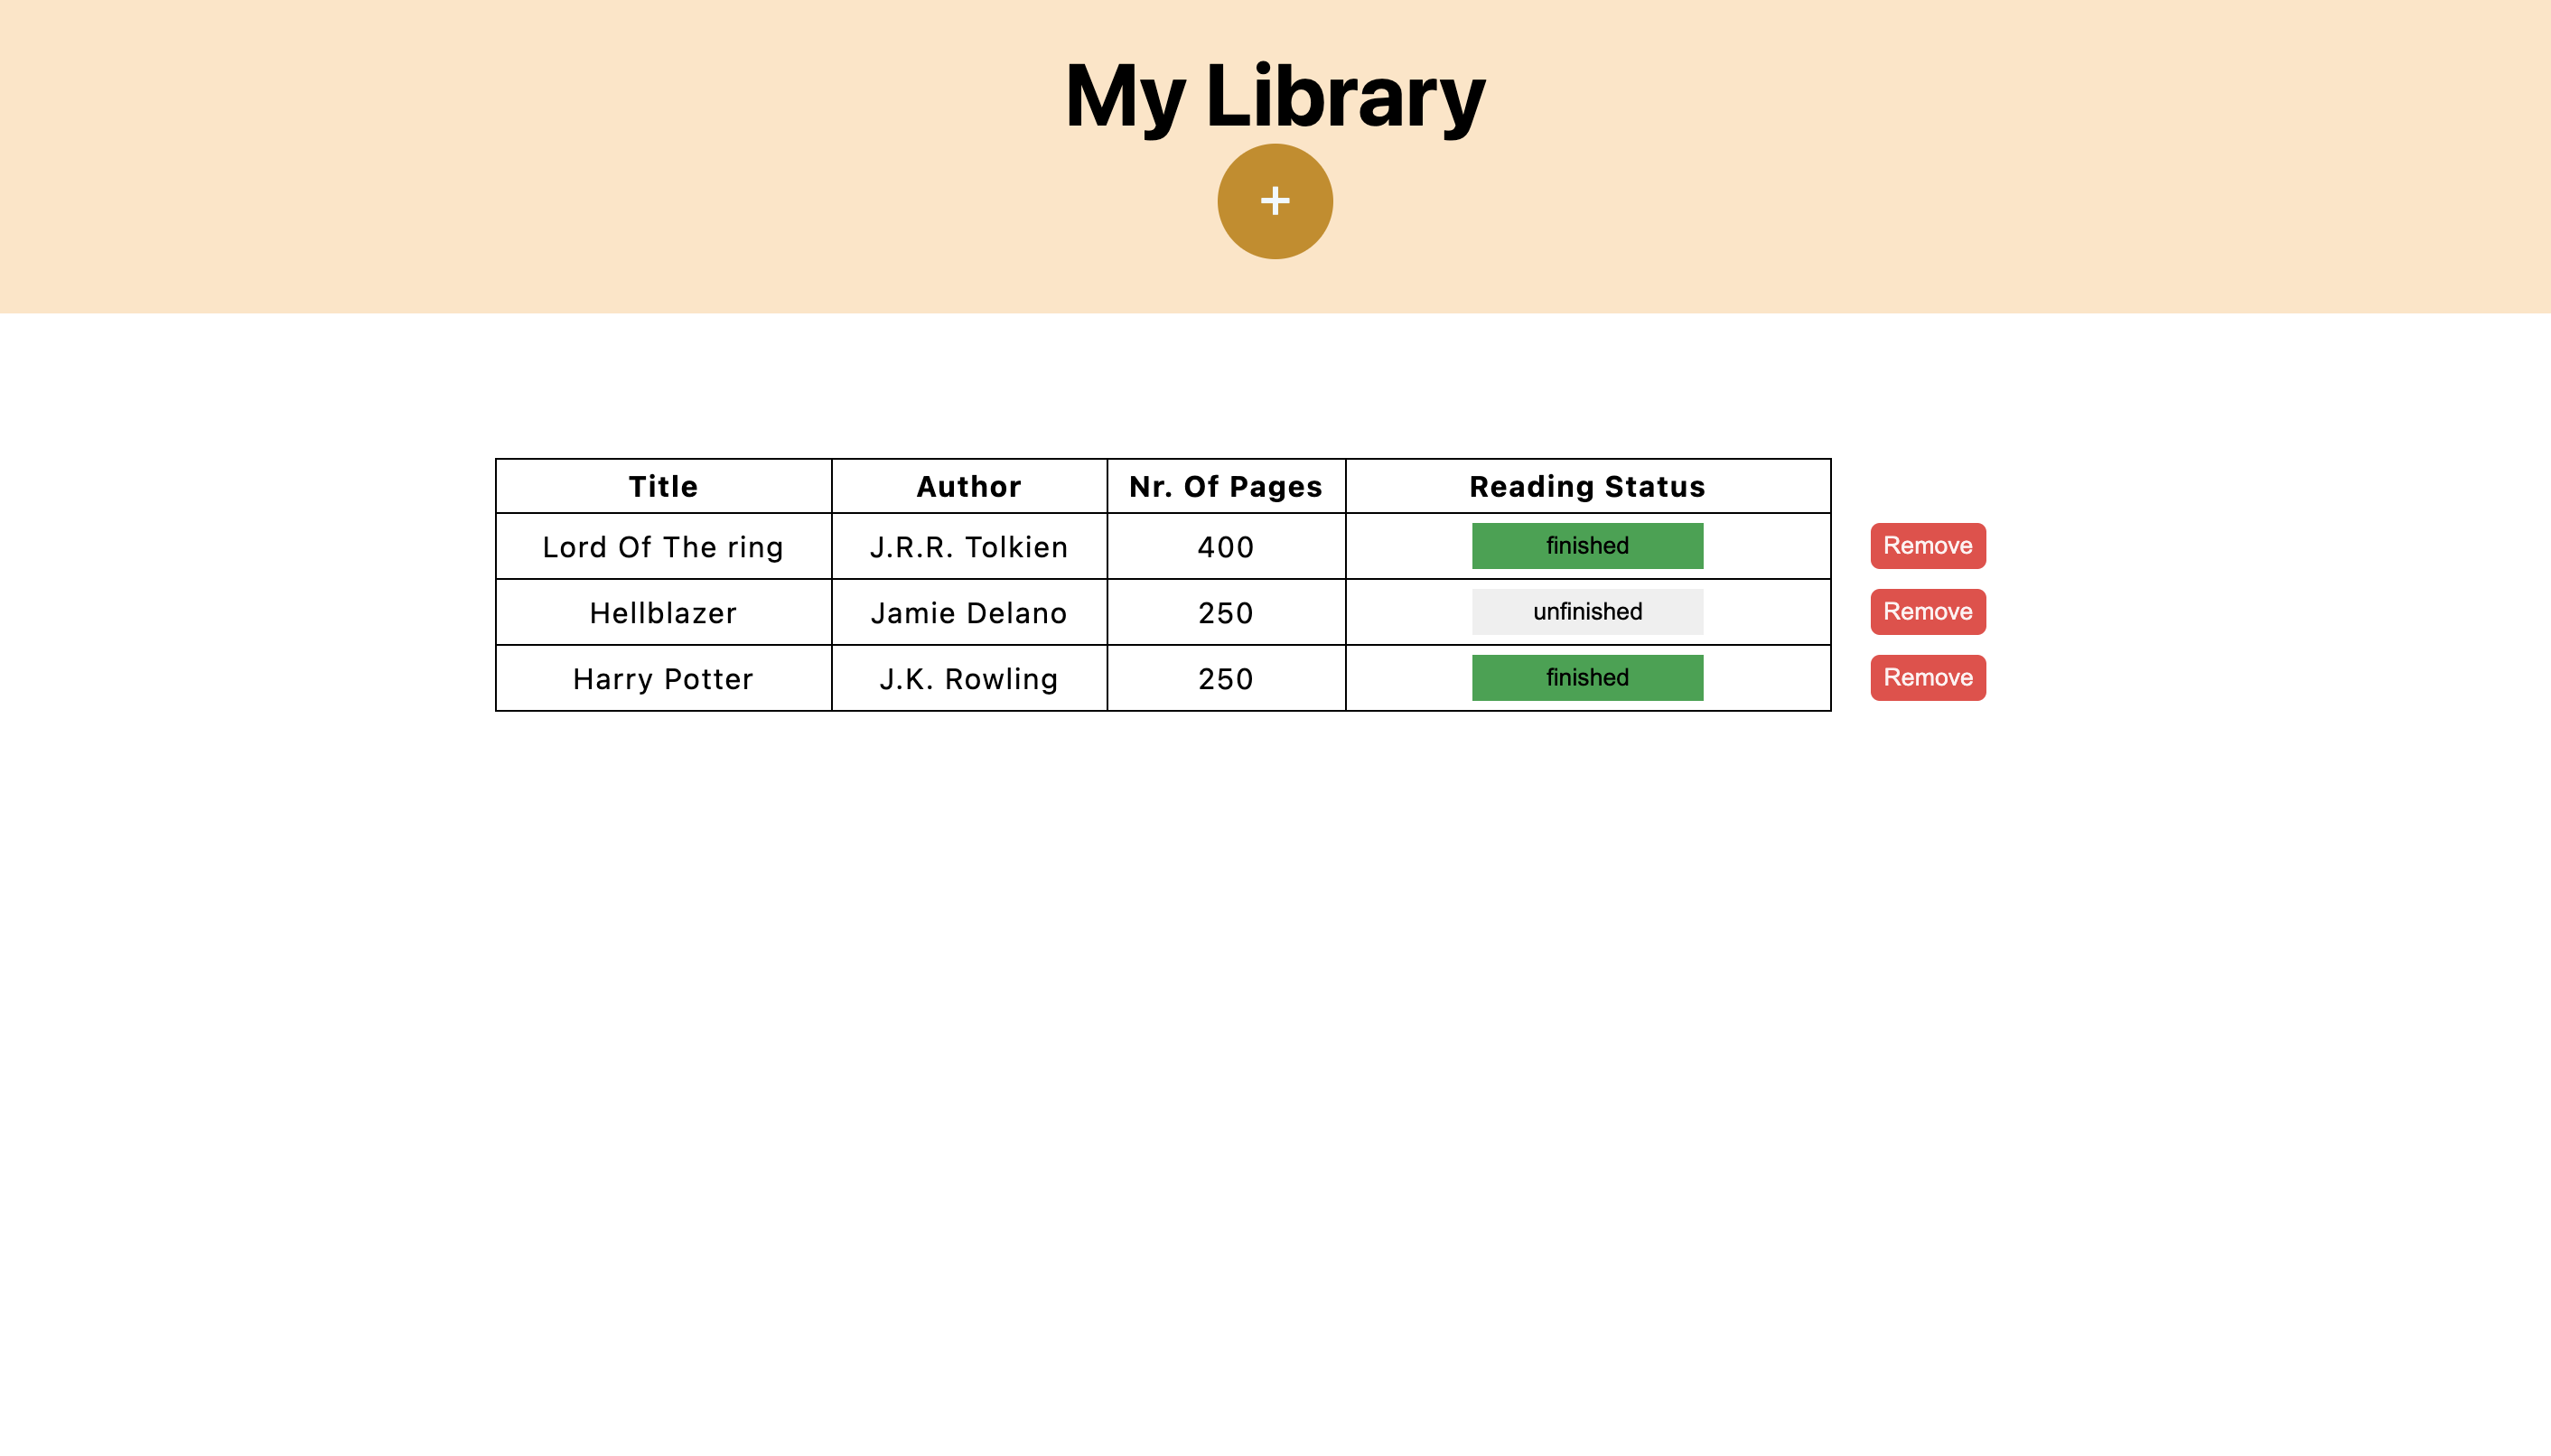 My Library
+
Title Author Nr. Of Pages Reading Status
Lord Of The ring J.R.R. Tolkien 400 finished Remove
Hellblazer Jamie Delano 250 unfinished Remove
Harry Potter J.K. Rowling 250 finished Remove